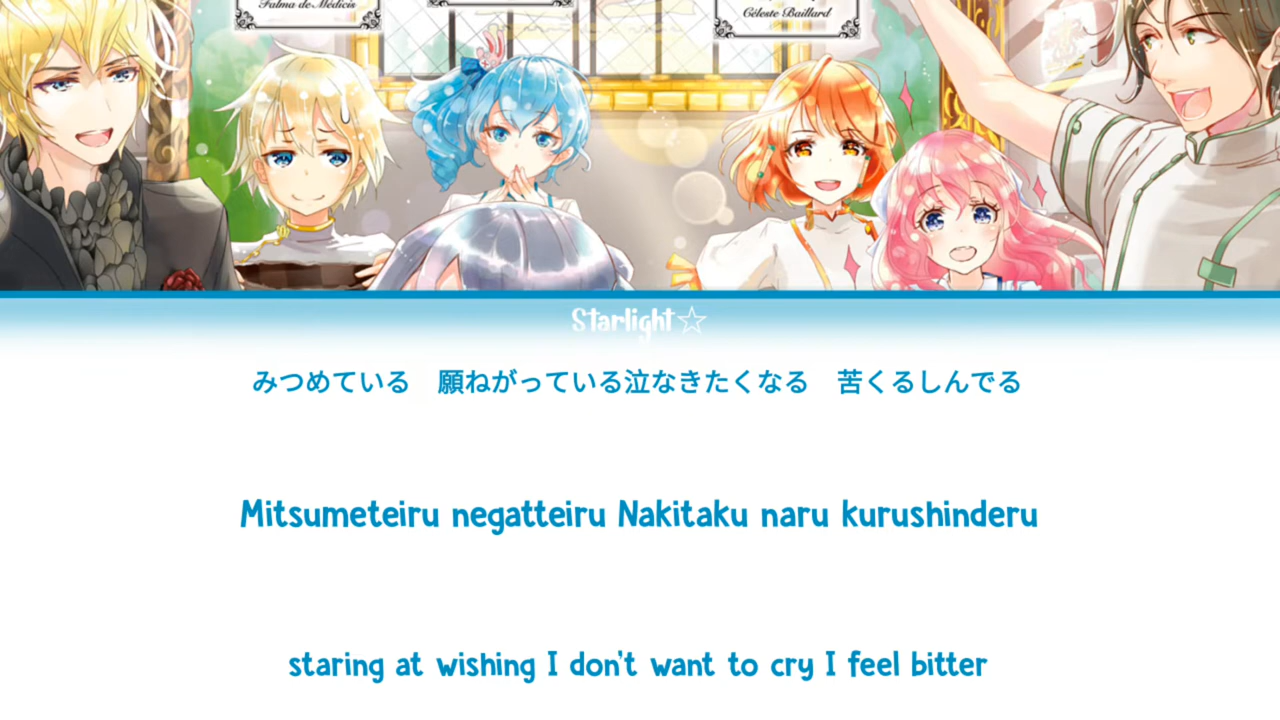 Falma de Médicis
Céleste Baillard
Starlight☆
みつめている　願ねがっている泣なきたくなる　苦くるしんでる
Mitsumeteiru negatteiru Nakitaku naru kurushinderu
staring at wishing I don't want to cry I feel bitter